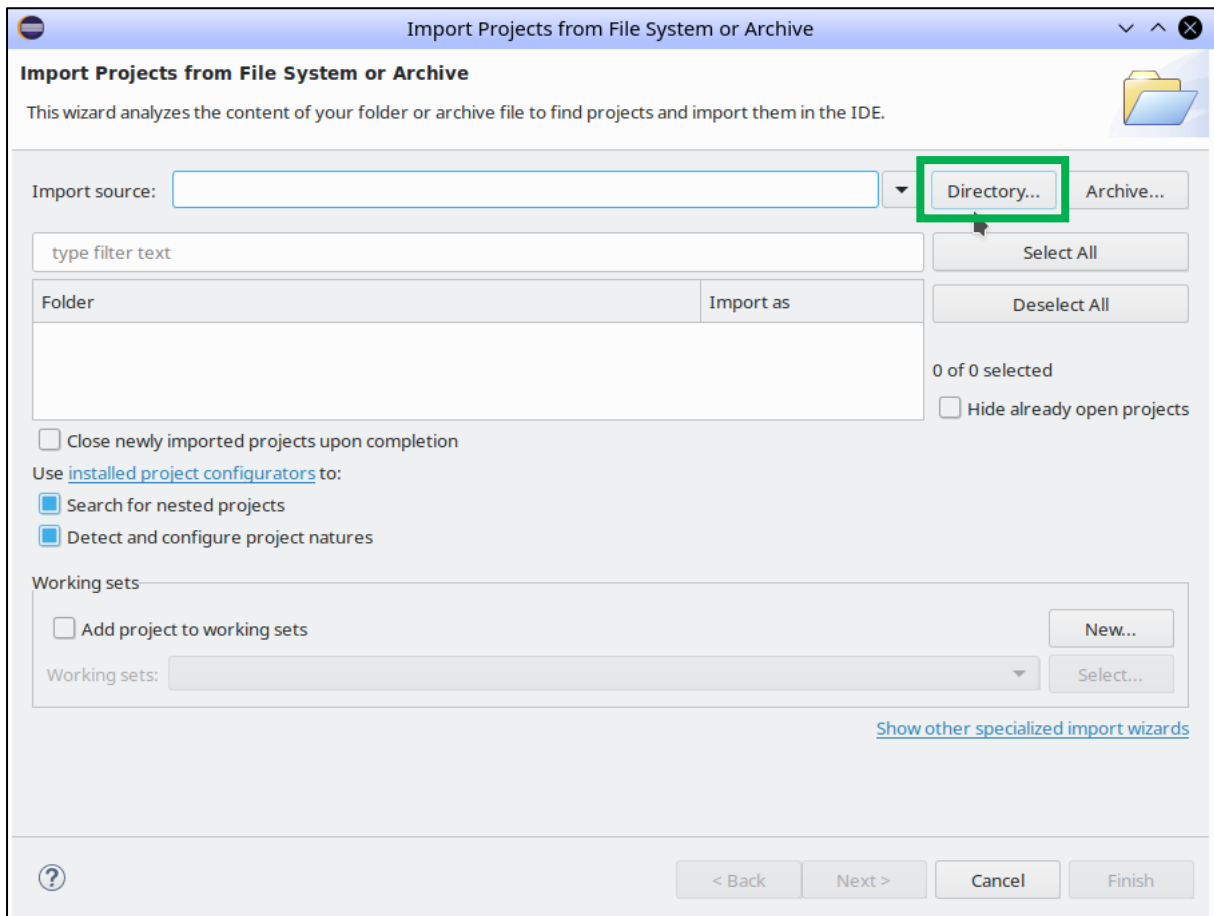 Import Projects from File System or Archive
Import Projects from File System or Archive
This wizard analyzes the content of your folder or archive file to find projects and import them in the IDE.
Import source: Directory... Archive...
type filter text Select All
Folder Import as Deselect All
0 of 0 selected
Hide already open projects
Close newly imported projects upon completion
Use installed project configurators to:
Search for nested projects
Detect and configure project natures
Working sets
Add project to working sets New...
Working sets: Select...
Show other specialized import wizards
? < Back Next > Cancel Finish